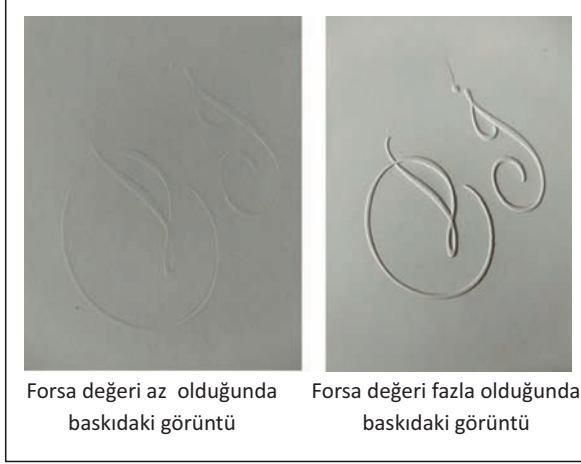 Forsa değeri az olduğunda
baskıdaki görüntü
Forsa değeri fazla olduğunda
baskıdaki görüntü